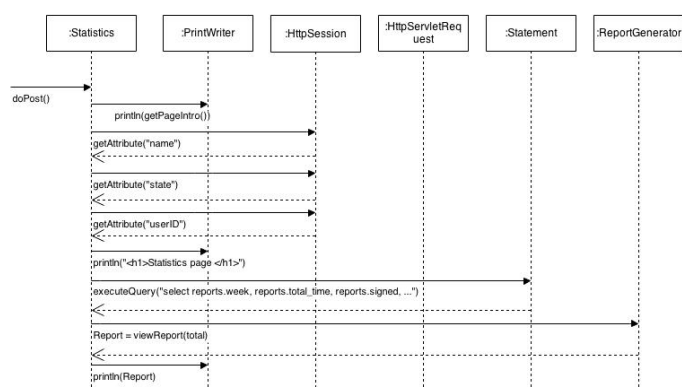 :Statistics
:PrintWriter
:HttpSession
:HttpServletReq
uest
:Statement
:ReportGenerator
doPost()
println(getPageIntro())
getAttribute("name")
getAttribute("state")
getAttribute("userID")
println("<h1>Statistics page </h1>")
executeQuery("select reports.week, reports.total_time, reports.signed, ...")
Report = viewReport(total)
println(Report)